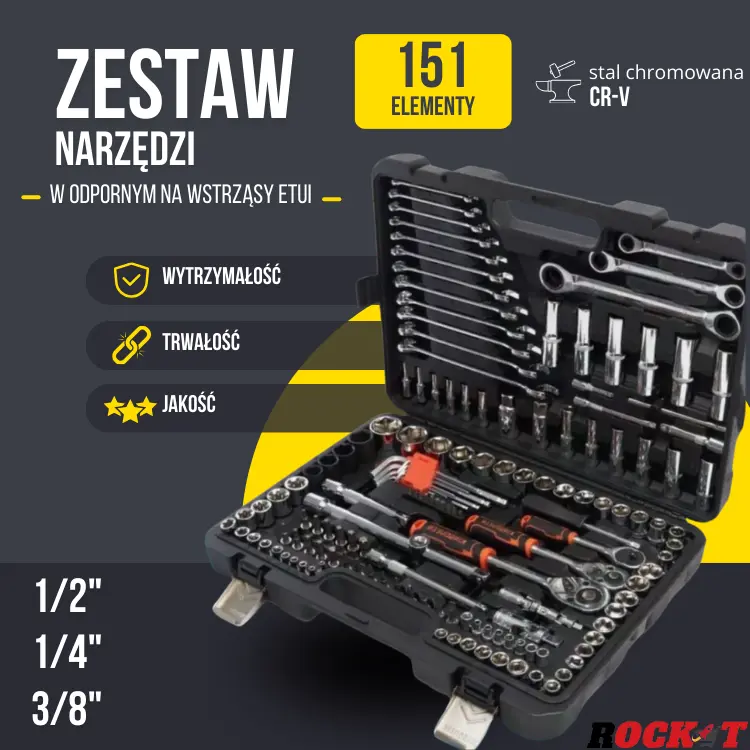 ZESTAW
NARZĘDZI
W ODPORNYM NA WSTRZĄSY ETUI
151
ELEMENTY
stal chromowana
CR-V
WYTRZYMAŁOŚĆ
TRWAŁOŚĆ
JAKOŚĆ
1/2"
1/4"
3/8"